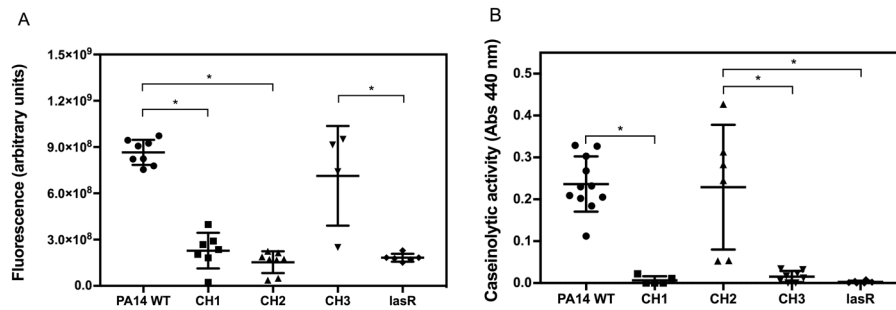 A
Fluorescence (arbitrary units)
1.5×10⁹
1.2×10⁹
9.0×10⁸
6.0×10⁸
3.0×10⁸
0.0
* * *
PA14 WT CH1 CH2 CH3 lasR
B
Caseinolytic activity (Abs 440 nm)
0.5
0.4
0.3
0.2
0.1
0.0
* * *
PA14 WT CH1 CH2 CH3 lasR